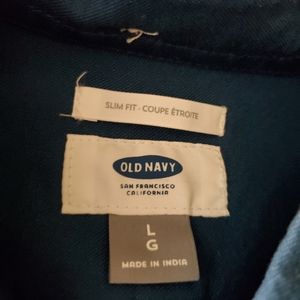 SLIM FIT - COUPE ÉTROITE
OLD NAVY
SAN FRANCISCO
CALIFORNIA
L
G
MADE IN INDIA